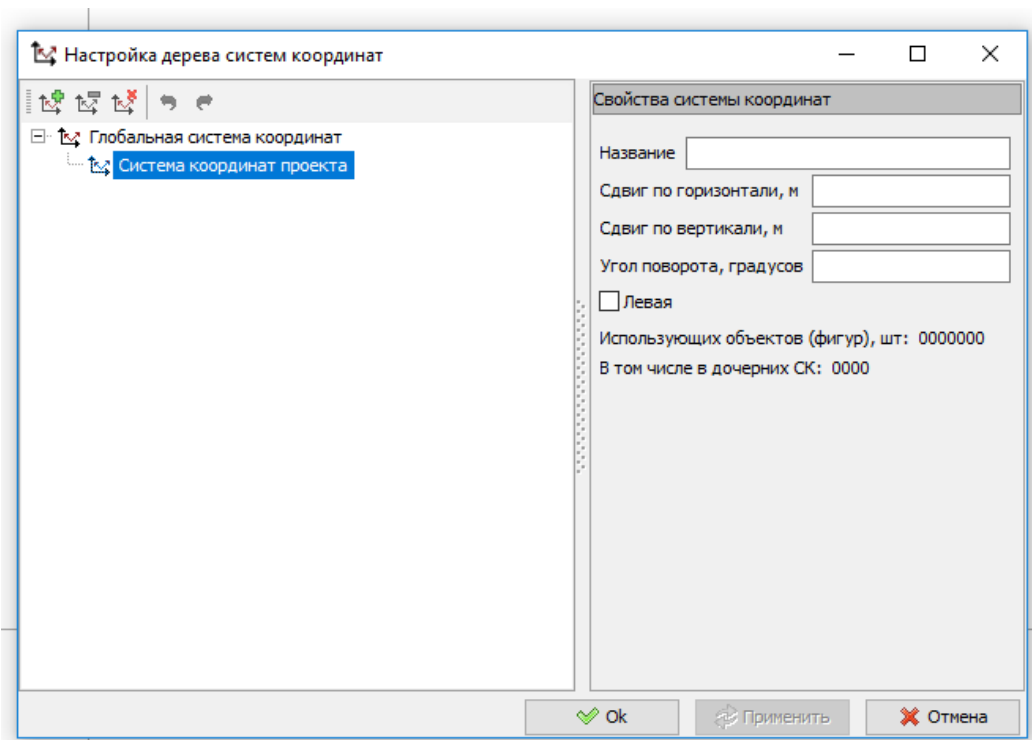 Настройка дерева систем координат
Глобальная система координат
Система координат проекта
Свойства системы координат
Название
Сдвиг по горизонтали, м
Сдвиг по вертикали, м
Угол поворота, градусов
Левая
Использующих объектов (фигур), шт: 0000000
В том числе в дочерних СК: 0000
Ok
Применить
Отмена